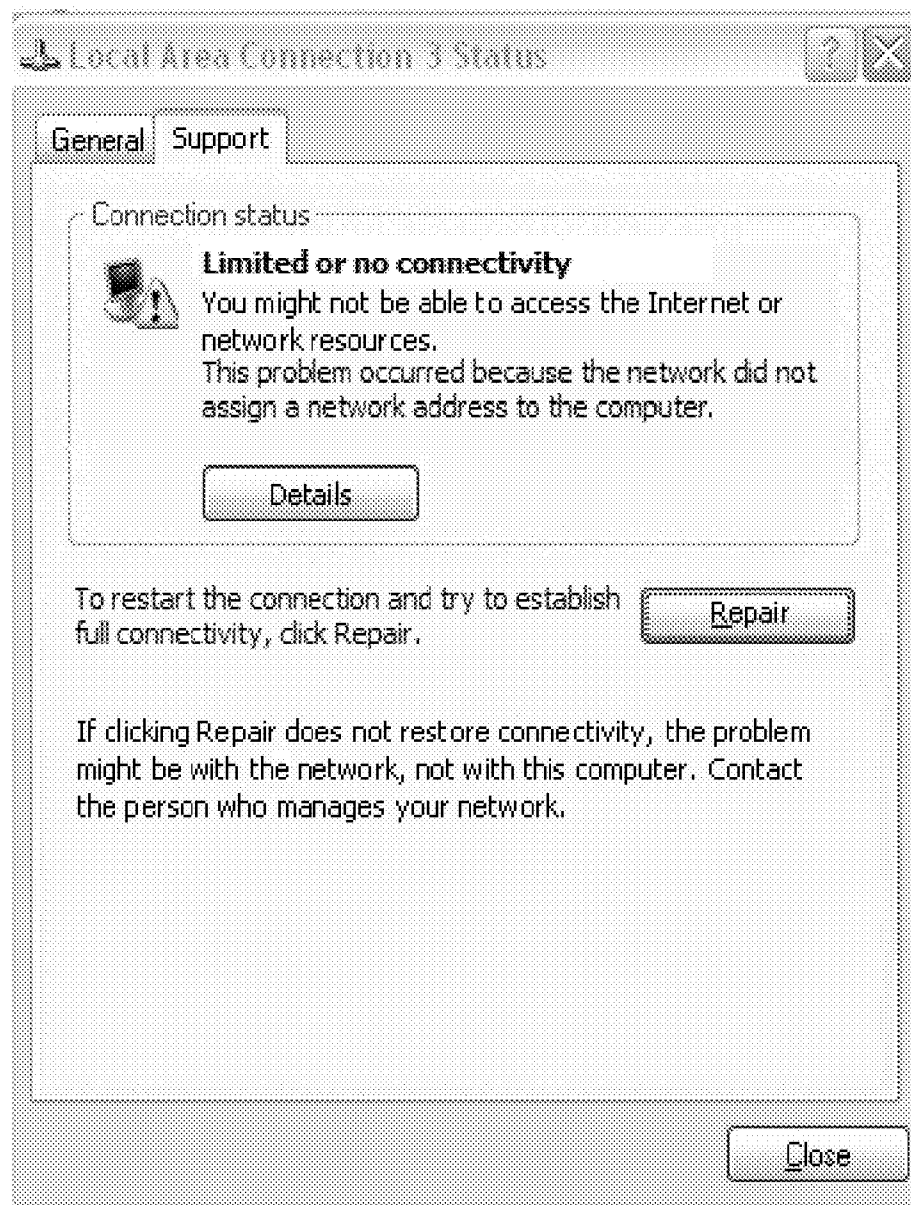 Local Area Connection 3 Status
General Support
Connection status
Limited or no connectivity
You might not be able to access the Internet or
network resources.
This problem occurred because the network did not
assign a network address to the computer.
Details
To restart the connection and try to establish
full connectivity, click Repair.
Repair
If clicking Repair does not restore connectivity, the problem
might be with the network, not with this computer. Contact
the person who manages your network.
Close